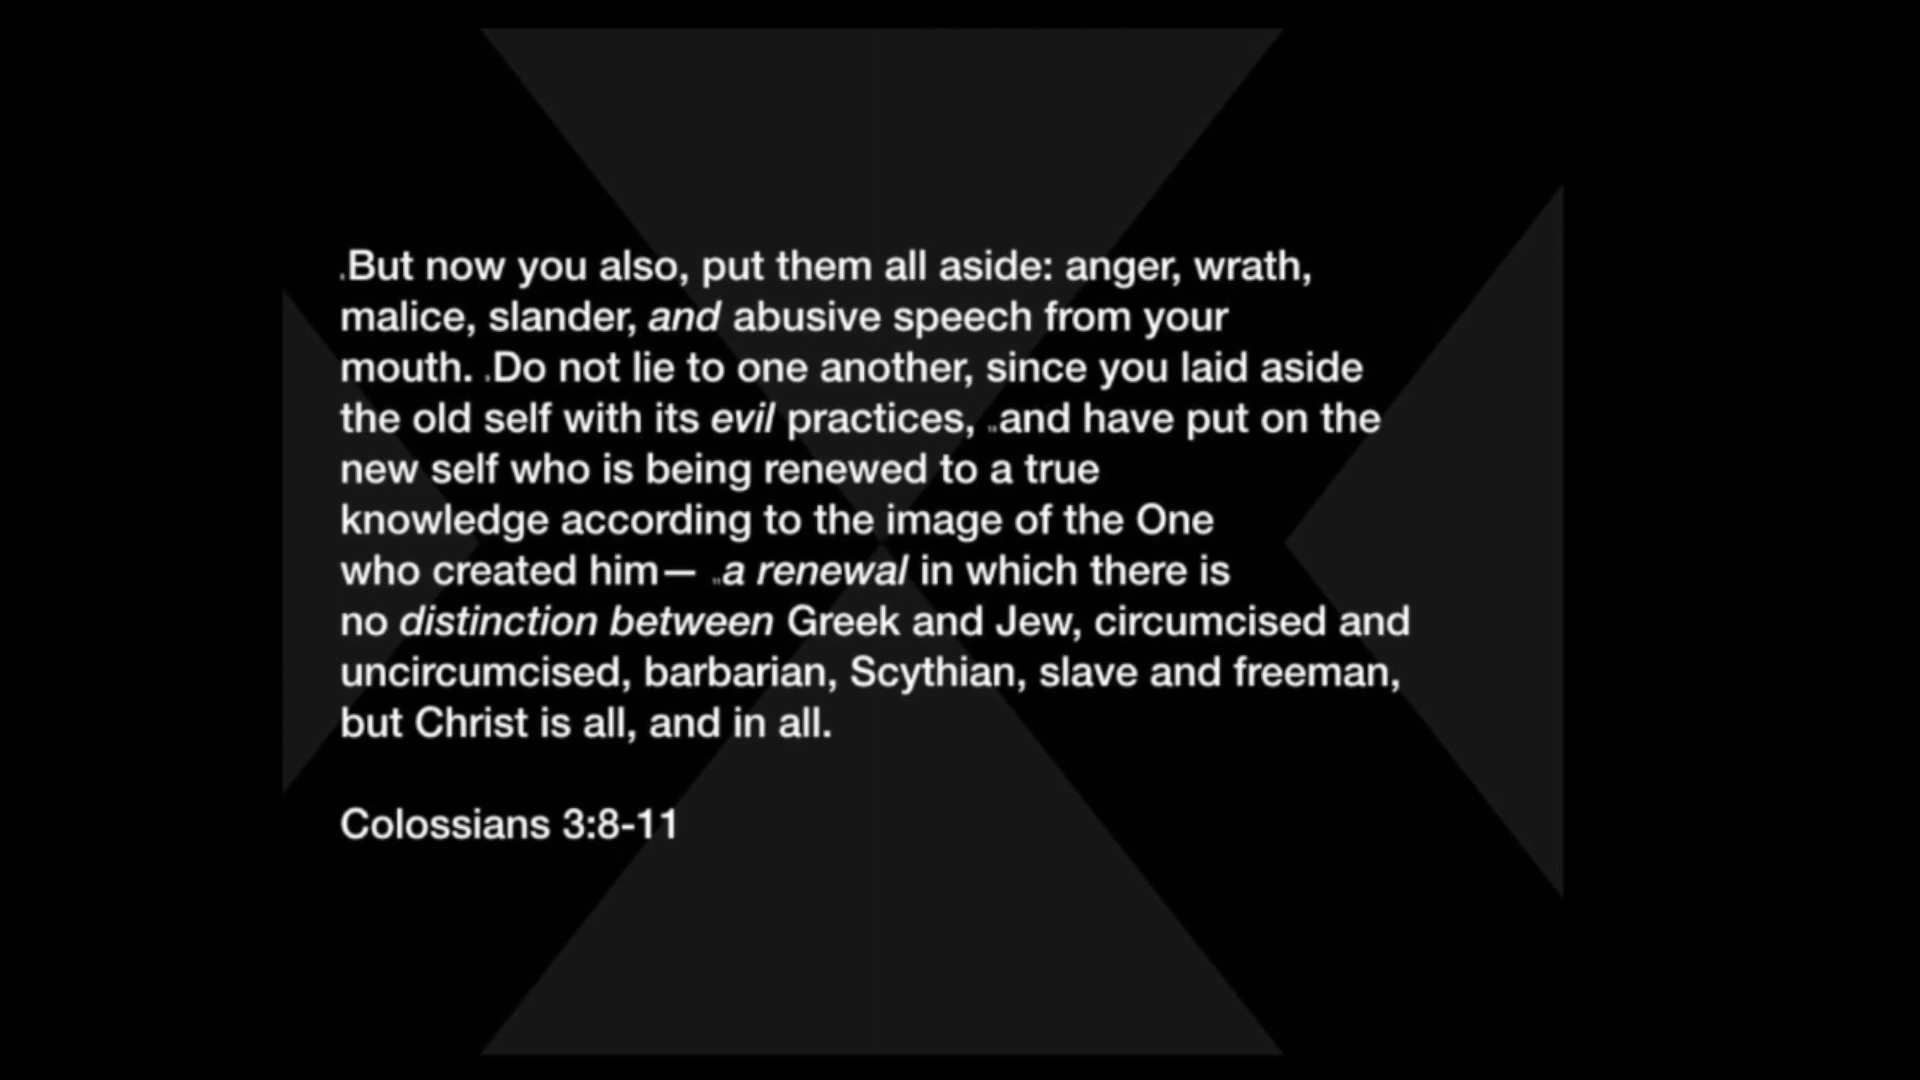 But now you also, put them all aside: anger, wrath,
malice, slander, and abusive speech from your
mouth. Do not lie to one another, since you laid aside
the old self with its evil practices, and have put on the
new self who is being renewed to a true
knowledge according to the image of the One
who created him— a renewal in which there is
no distinction between Greek and Jew, circumcised and
uncircumcised, barbarian, Scythian, slave and freeman,
but Christ is all, and in all.
Colossians 3:8-11